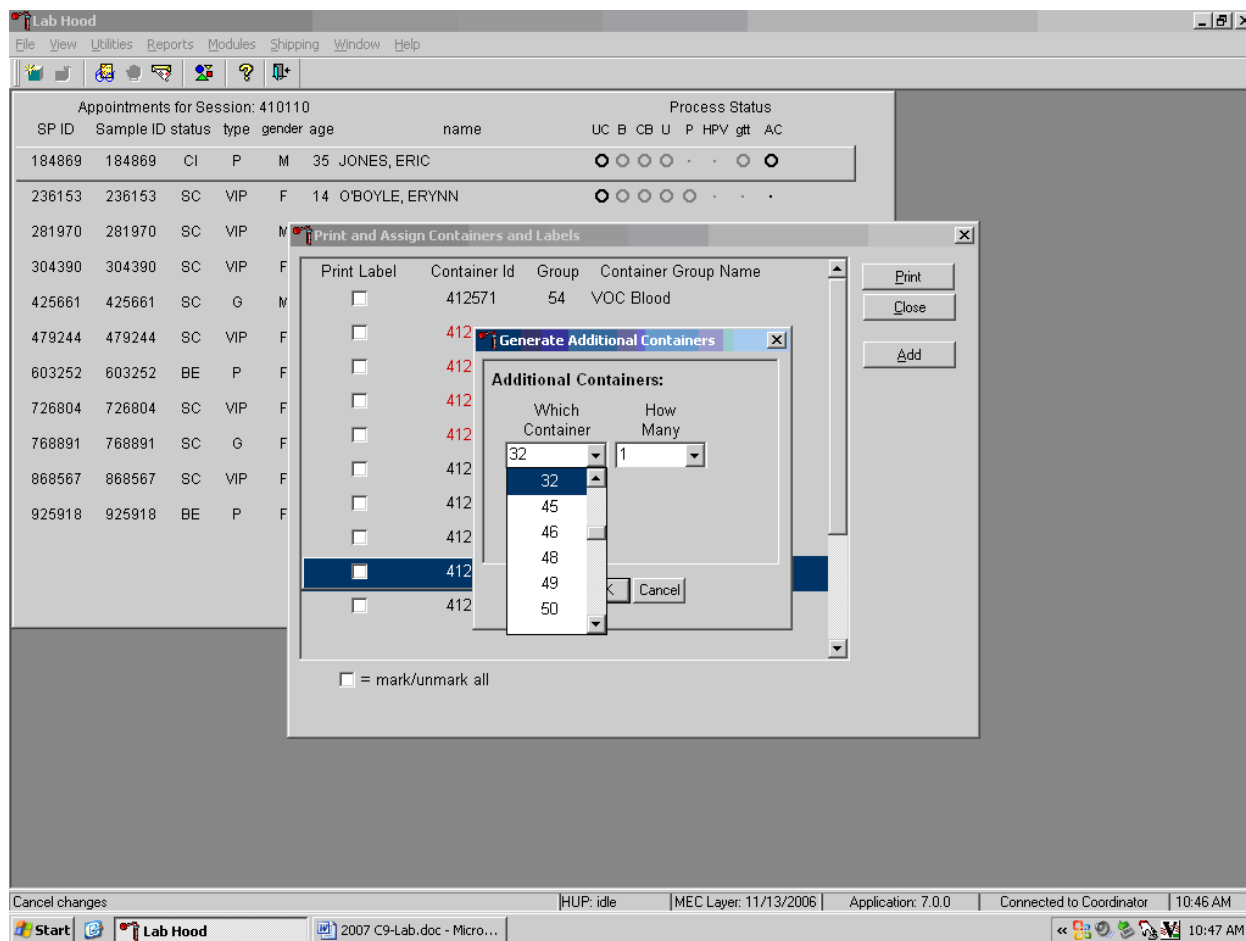 Lab Hood
File View Utilities Reports Modules Shipping Window Help
Appointments for Session: 410110 Process Status
SP ID Sample ID status type gender age name UC B CB U P HPV gtt AC
184869 184869 CI P M 35 JONES, ERIC
236153 236153 SC VIP F 14 O'BOYLE, ERYNN
281970 281970 SC VIP M
304390 304390 SC VIP F
425661 425661 SC G M
479244 479244 SC VIP F
603252 603252 BE P F
726804 726804 SC VIP F
768891 768891 SC G F
868567 868567 SC VIP F
925918 925918 BE P F
Print and Assign Containers and Labels
Print Label Container Id Group Container Group Name
412571 54 VOC Blood
412
412
412
412
412
412
412
412
412
= mark/unmark all
Print
Close
Add
Generate Additional Containers
Additional Containers:
Which How
Container Many
32 1
32
45
46
48
49
50
Cancel
Cancel changes HUP: idle MEC Layer: 11/13/2006 Application: 7.0.0 Connected to Coordinator 10:46 AM
Start Lab Hood 2007 C9-Lab.doc - Micro... « 10:47 AM